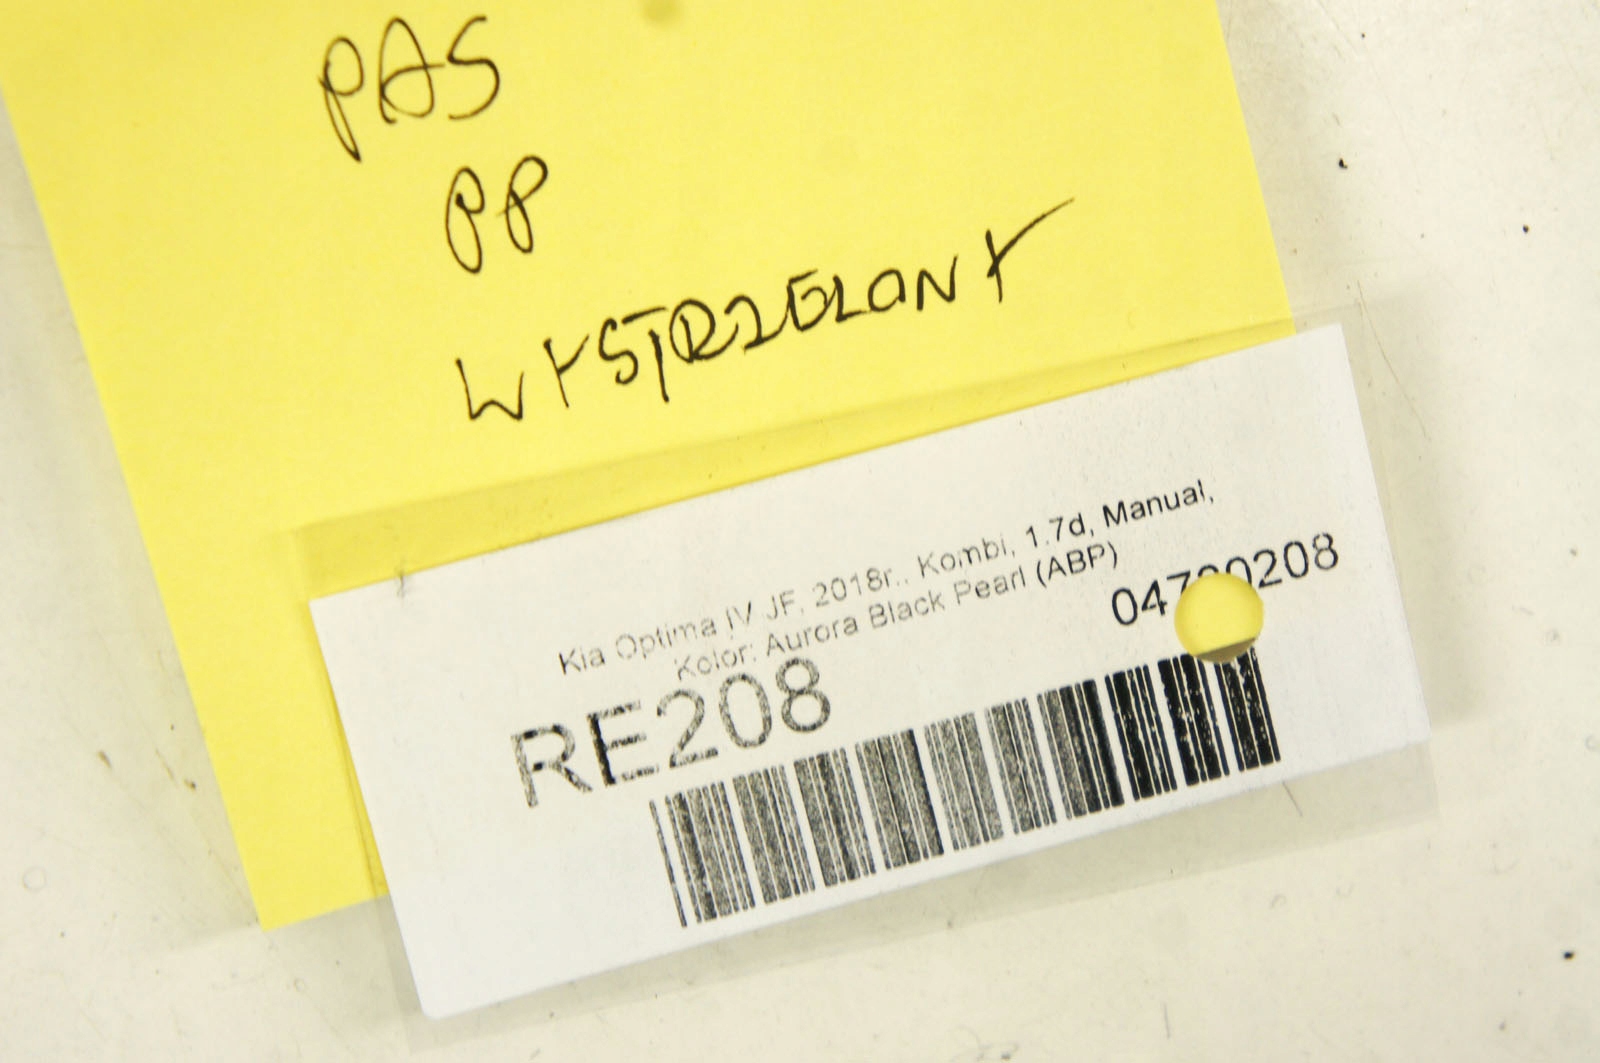 PAS
PP
WYSTRZELONY
Kia Optima IV JF, 2018r., Kombi, 1.7d, Manual,
Kolor: Aurora Black Pearl (ABP)
RE208